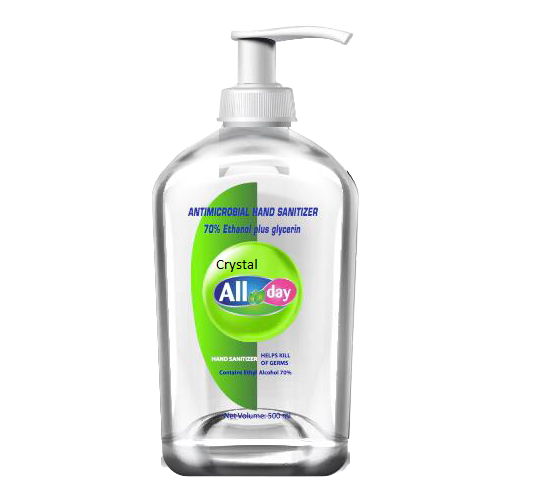 ANTIMICROBIAL HAND SANITIZER
70% Ethanol plus glycerin
Crystal
All to day
HAND SANITIZER HELPS KILL
OF GERMS
Contains Ethyl Alcohol 70%
Net Volume: 500 ml